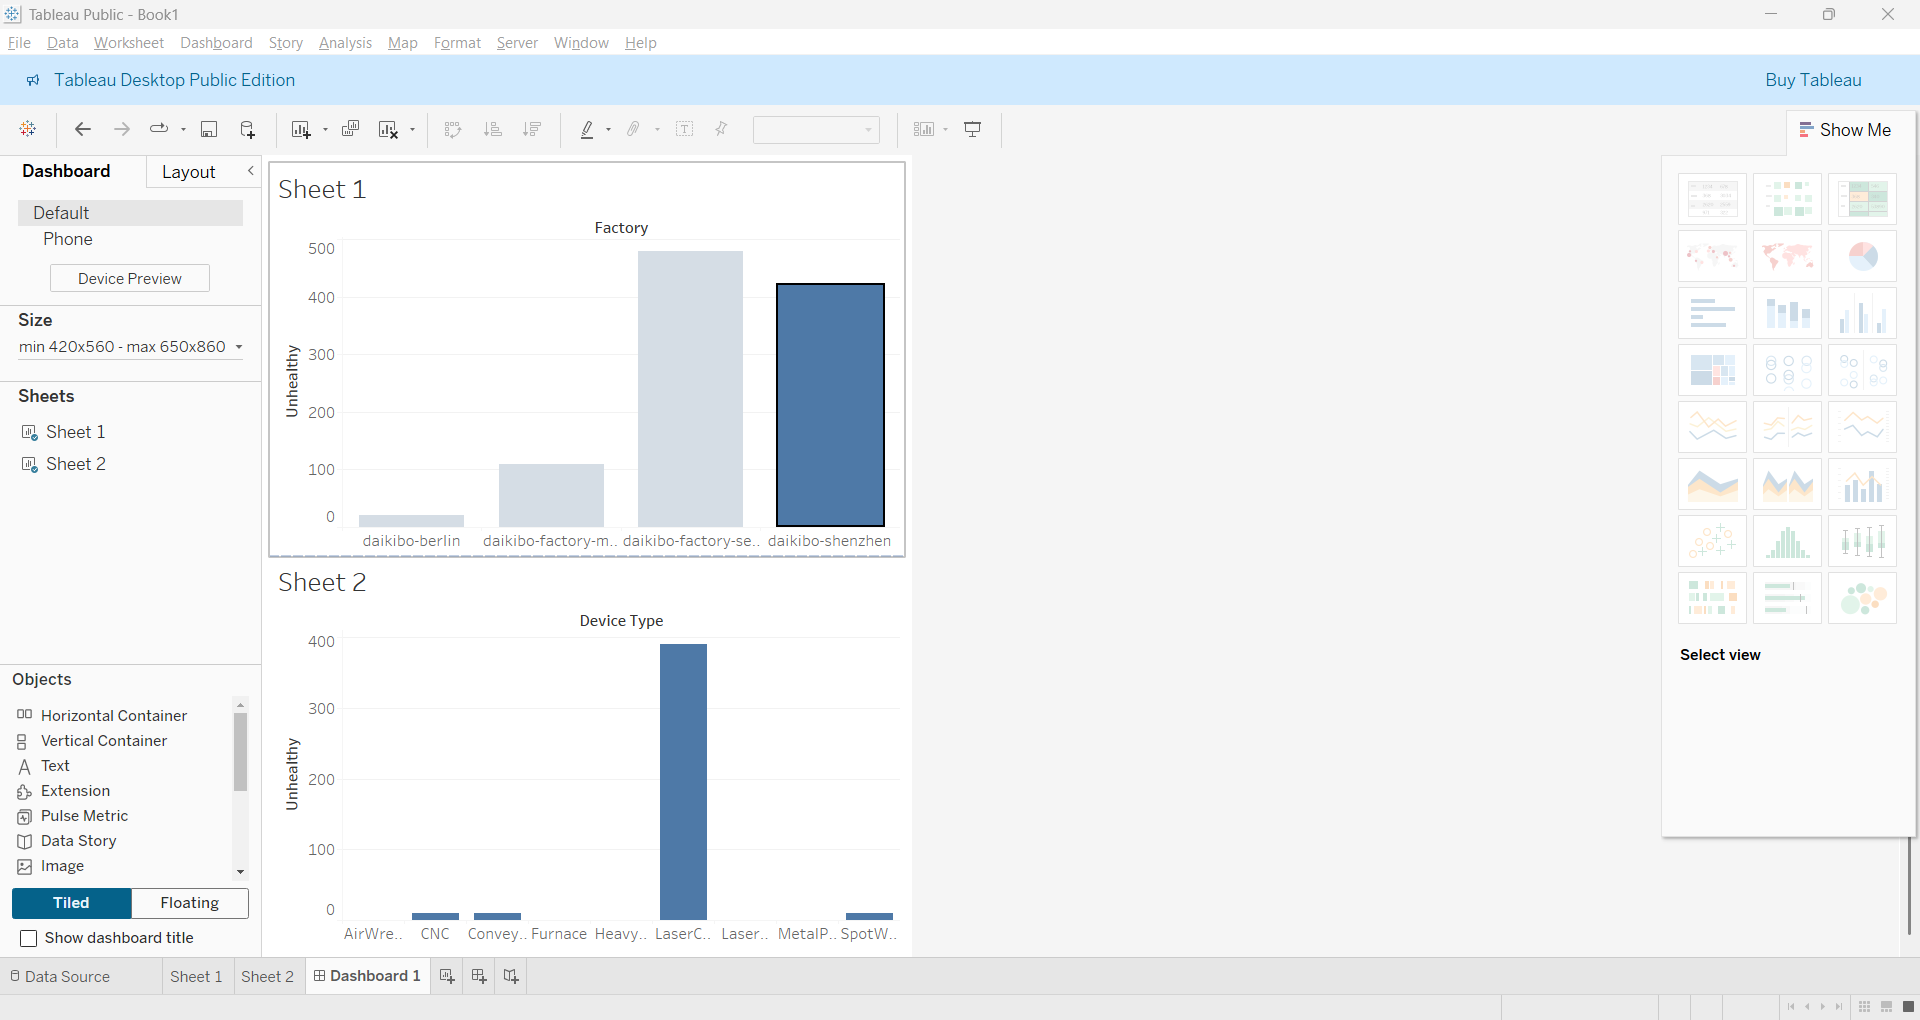 Tableau Public - Book1
File Data Worksheet Dashboard Story Analysis Map Format Server Window Help
Tableau Desktop Public Edition
Buy Tableau
Show Me
Dashboard
Layout
Default
Phone
Device Preview
Size
min 420x560 - max 650x860
Sheets
Sheet 1
Sheet 2
Objects
Horizontal Container
Vertical Container
Text
Extension
Pulse Metric
Data Story
Image
Tiled
Floating
Show dashboard title
Sheet 1
Factory
Unhealthy
500
400
300
200
100
0
daikibo-berlin
daikibo-factory-m..
daikibo-factory-se..
daikibo-shenzhen
Sheet 2
Device Type
Unhealthy
400
300
200
100
0
AirWre..
CNC
Convey..
Furnace
Heavy..
LaserC..
Laser..
MetalP..
SpotW..
Select view
Data Source
Sheet 1
Sheet 2
Dashboard 1